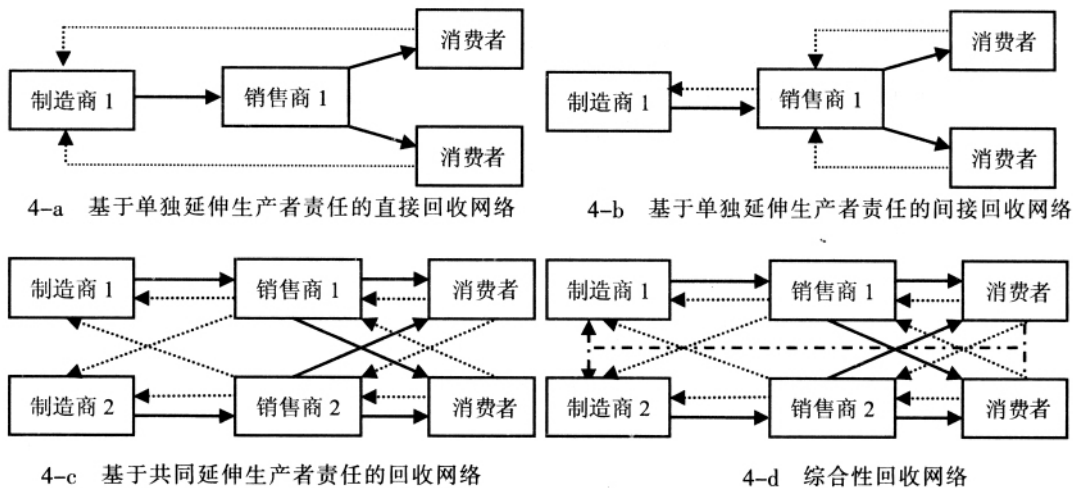 消费者
制造商 1
销售商 1
消费者
4-a 基于单独延伸生产者责任的直接回收网络
消费者
制造商 1
销售商 1
消费者
4-b 基于单独延伸生产者责任的间接回收网络
制造商 1
销售商 1
消费者
制造商 2
销售商 2
消费者
4-c 基于共同延伸生产者责任的回收网络
制造商 1
销售商 1
消费者
制造商 2
销售商 2
消费者
4-d 综合性回收网络